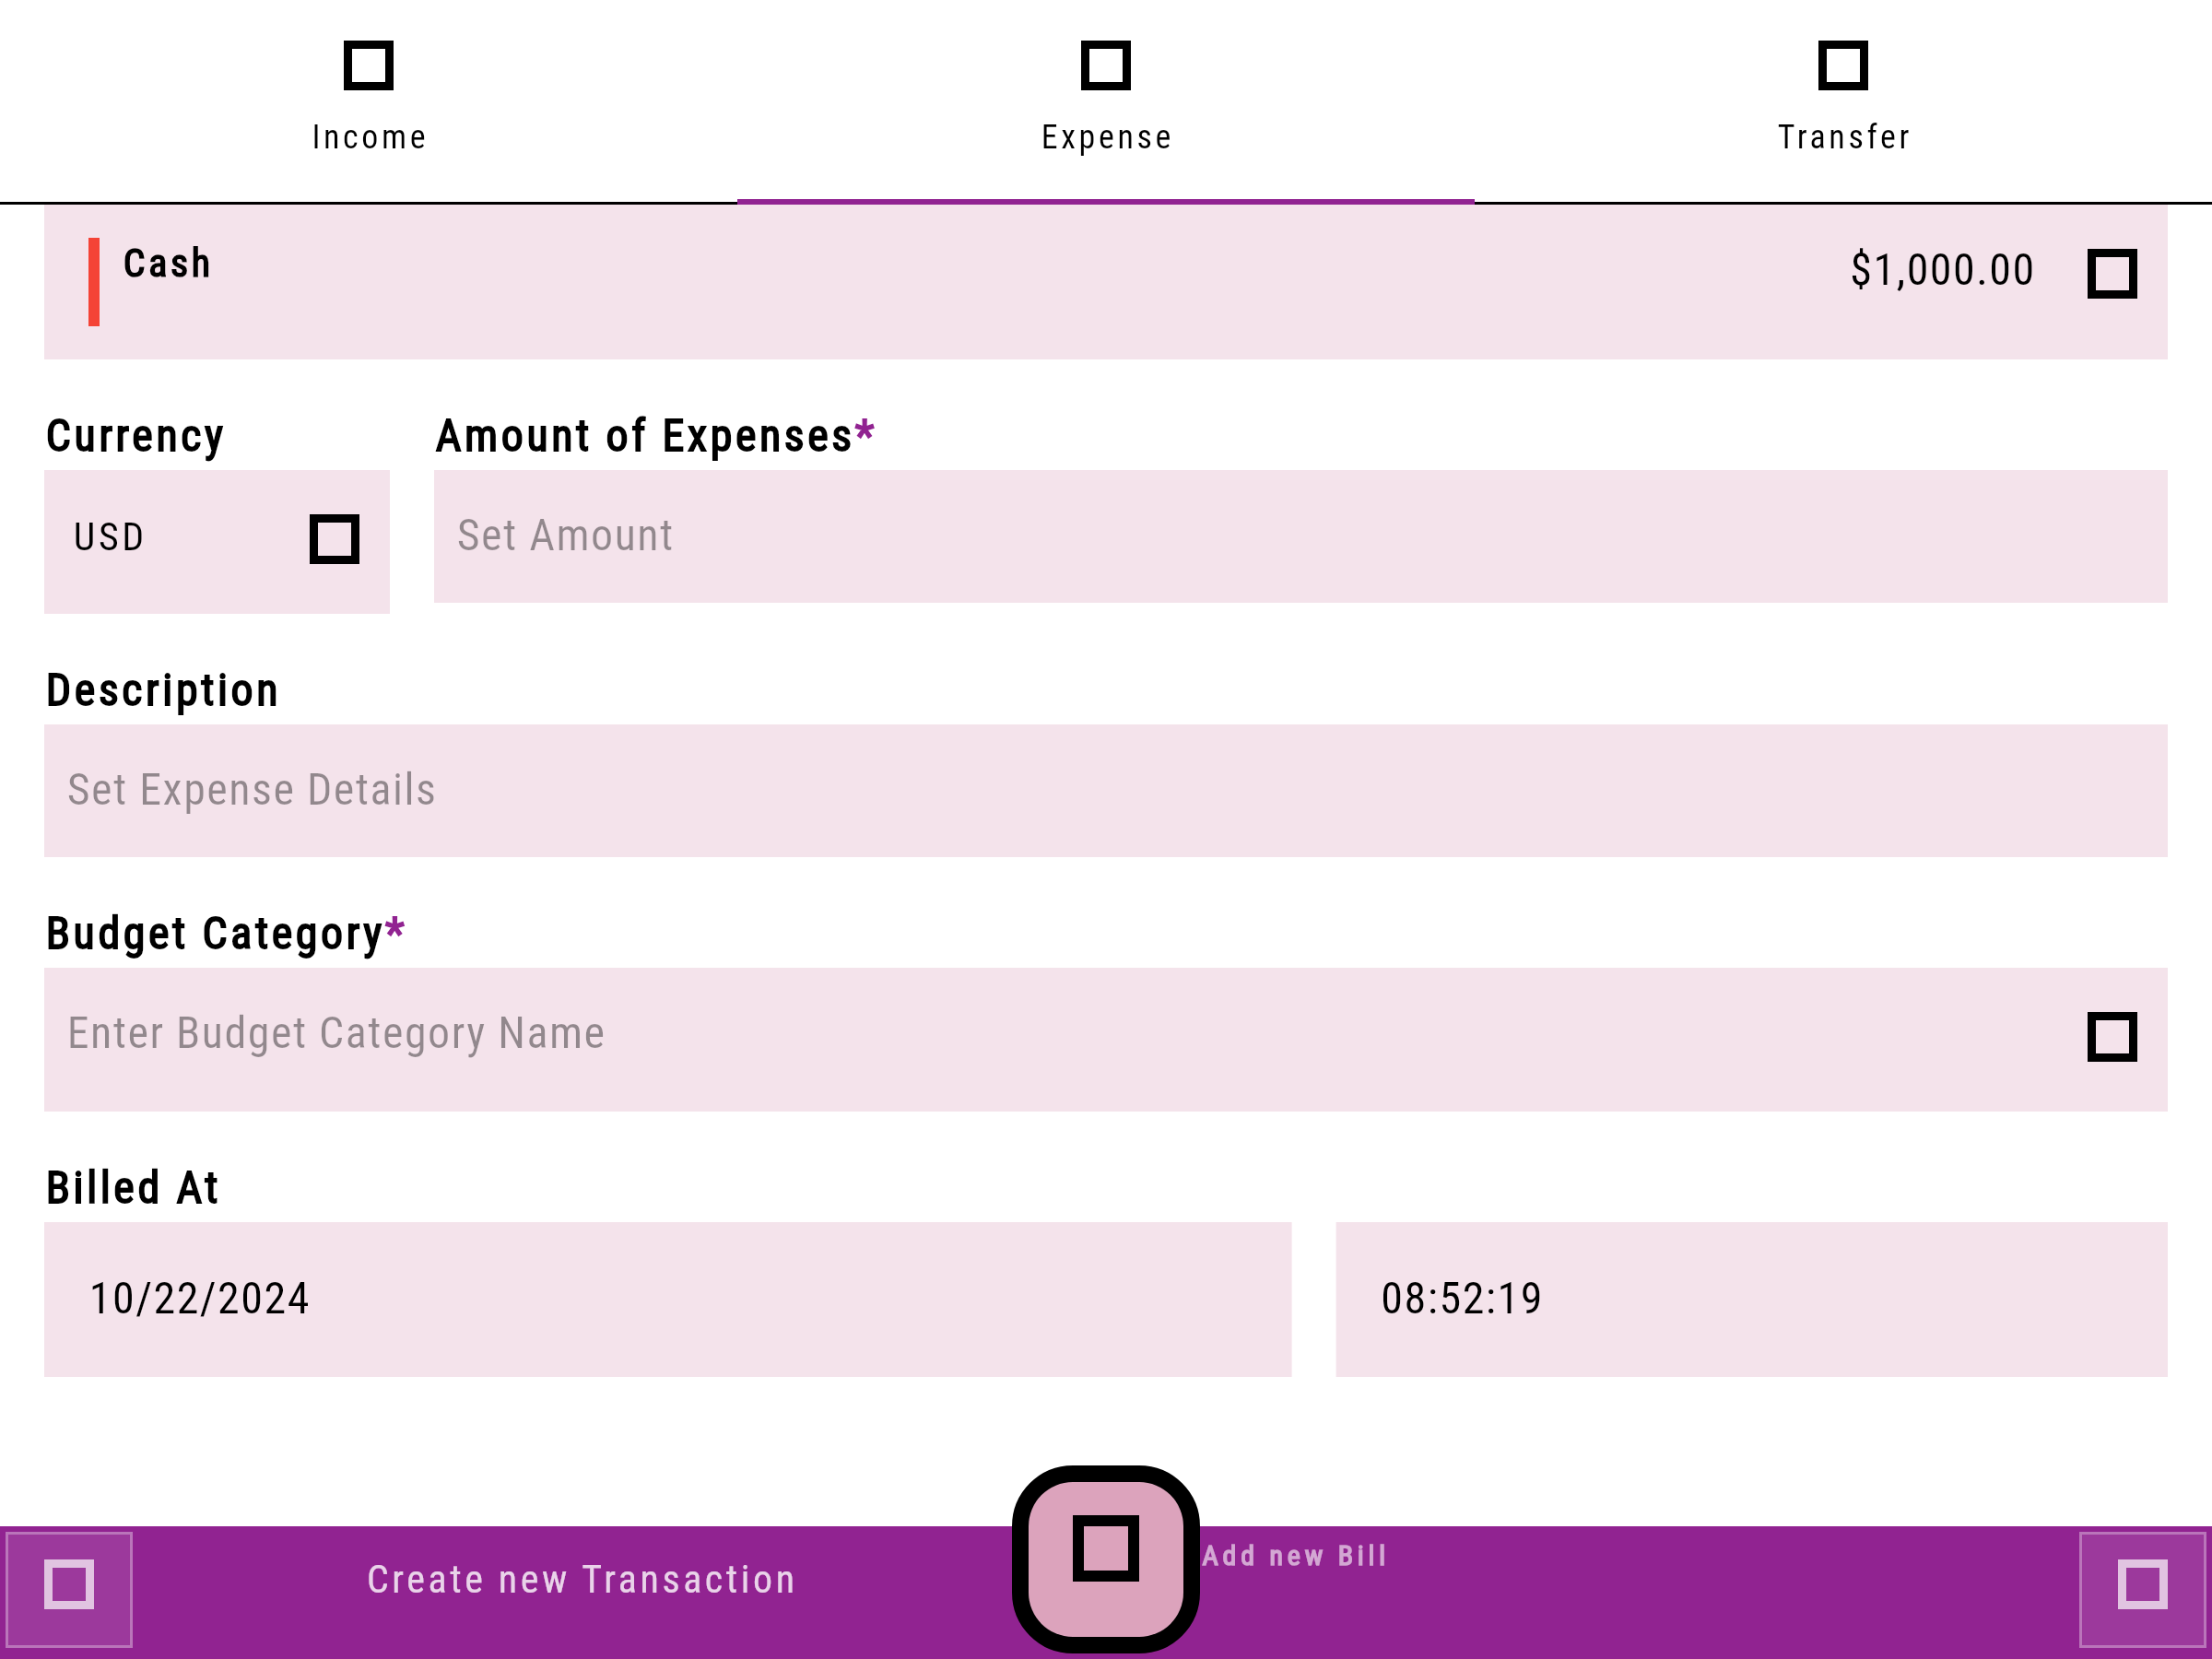 Income
Expense
Transfer
Cash
$1,000.00
Currency
Amount of Expenses*
USD
Set Amount
Description
Set Expense Details
Budget Category*
Enter Budget Category Name
Billed At
10/22/2024
08:52:19
Create new Transaction
Add new Bill